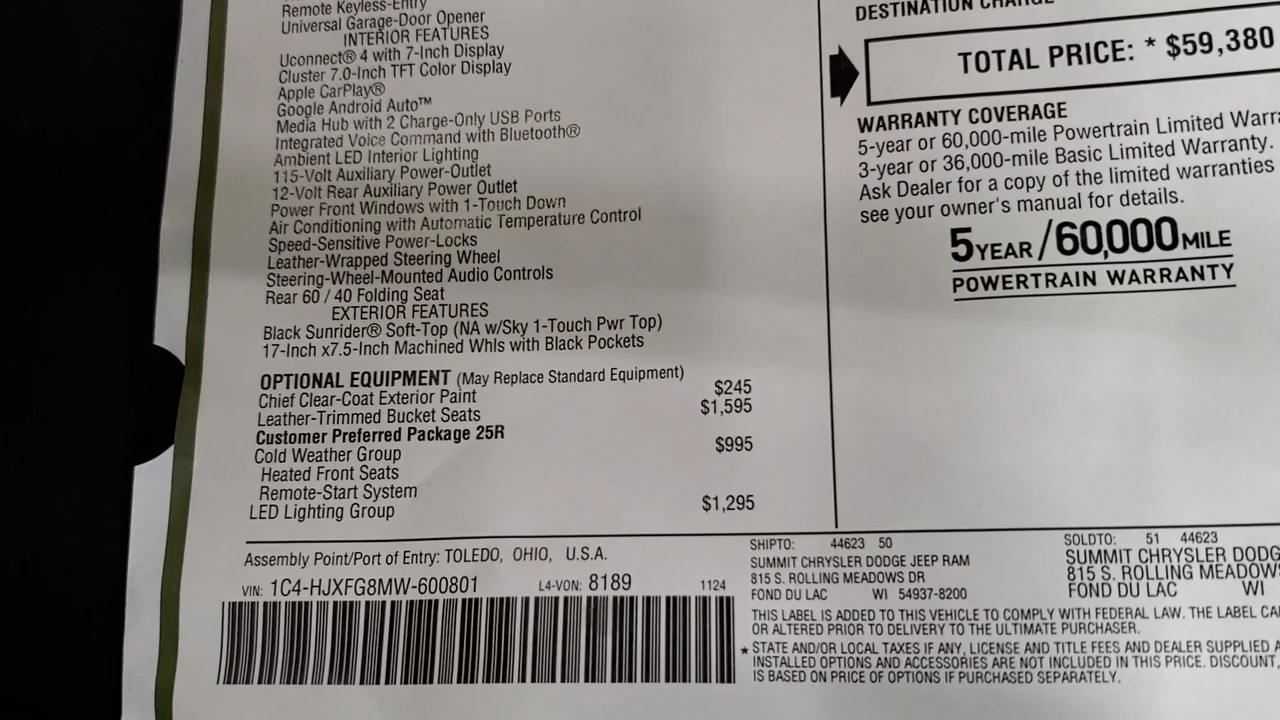 Remote Keyless-Entry
Universal Garage-Door Opener
INTERIOR FEATURES
Uconnect® 4 with 7-Inch Display
Cluster 7.0-Inch TFT Color Display
Apple CarPlay®
Google Android Auto™
Media Hub with 2 Charge-Only USB Ports
Integrated Voice Command with Bluetooth®
Ambient LED Interior Lighting
115-Volt Auxiliary Power-Outlet
12-Volt Rear Auxiliary Power Outlet
Power Front Windows with 1-Touch Down
Air Conditioning with Automatic Temperature Control
Speed-Sensitive Power-Locks
Leather-Wrapped Steering Wheel
Steering-Wheel-Mounted Audio Controls
Rear 60 / 40 Folding Seat
EXTERIOR FEATURES
Black Sunrider® Soft-Top (NA w/Sky 1-Touch Pwr Top)
17-Inch x7.5-Inch Machined Whls with Black Pockets
OPTIONAL EQUIPMENT (May Replace Standard Equipment)
Chief Clear-Coat Exterior Paint $245
Leather-Trimmed Bucket Seats $1,595
Customer Preferred Package 25R
Cold Weather Group $995
Heated Front Seats
Remote-Start System
LED Lighting Group $1,295
DESTINATION CHARGE
TOTAL PRICE: * $59,380
WARRANTY COVERAGE
5-year or 60,000-mile Powertrain Limited
3-year or 36,000-mile Basic Limited Warranty.
Ask Dealer for a copy of the limited warranties
see your owner's manual for details.
5 YEAR / 60,000 MILE
POWERTRAIN WARRANTY
Assembly Point/Port of Entry: TOLEDO, OHIO, U.S.A.
VIN: 1C4-HJXFG8MW-600801 L4-VON: 8189 1124
SHIPTO: 44623 50
SUMMIT CHRYSLER DODGE JEEP RAM
815 S. ROLLING MEADOWS DR
FOND DU LAC WI 54937-8200
SOLDTO: 51 44623
SUMMIT CHRYSLER DODG
815 S. ROLLING MEADOWS
FOND DU LAC WI
THIS LABEL IS ADDED TO THIS VEHICLE TO COMPLY WITH FEDERAL LAW. THE LABEL CA
OR ALTERED PRIOR TO DELIVERY TO THE ULTIMATE PURCHASER.
* STATE AND/OR LOCAL TAXES IF ANY, LICENSE AND TITLE FEES AND DEALER SUPPLIED A
INSTALLED OPTIONS AND ACCESSORIES ARE NOT INCLUDED IN THIS PRICE. DISCOUNT,
IS BASED ON PRICE OF OPTIONS IF PURCHASED SEPARATELY.